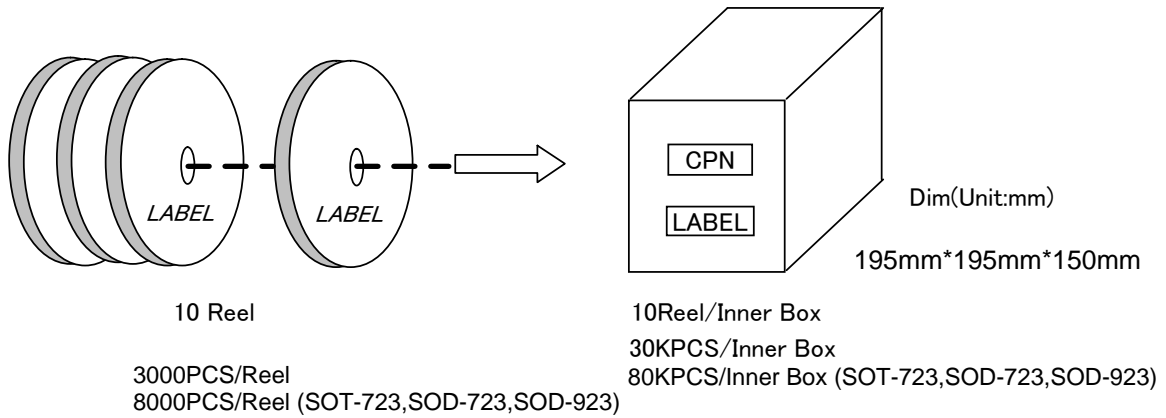 LABEL
LABEL
CPN
LABEL
Dim(Unit:mm)
195mm*195mm*150mm
10 Reel
3000PCS/Reel
8000PCS/Reel (SOT-723,SOD-723,SOD-923)
10Reel/Inner Box
30KPCS/Inner Box
80KPCS/Inner Box (SOT-723,SOD-723,SOD-923)